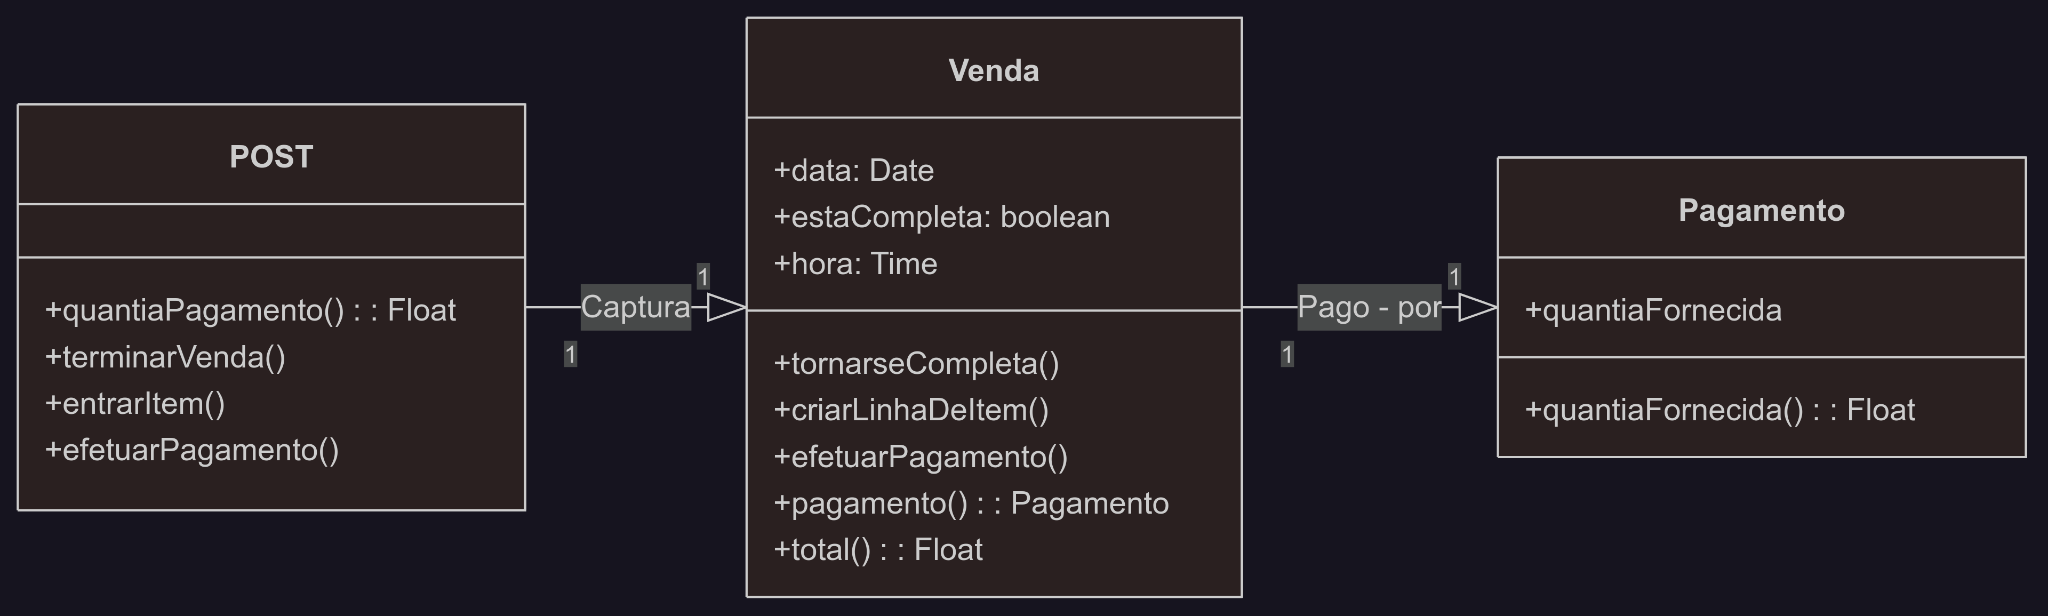 POST
+quantiaPagamento() : : Float
+terminarVenda()
+entrarItem()
+efetuarPagamento()
Captura
1
1
Venda
+data: Date
+estaCompleta: boolean
+hora: Time
+tornarseCompleta()
+criarLinhaDeItem()
+efetuarPagamento()
+pagamento() : : Pagamento
+total() : : Float
Pago - por
1
1
Pagamento
+quantiaFornecida
+quantiaFornecida() : : Float